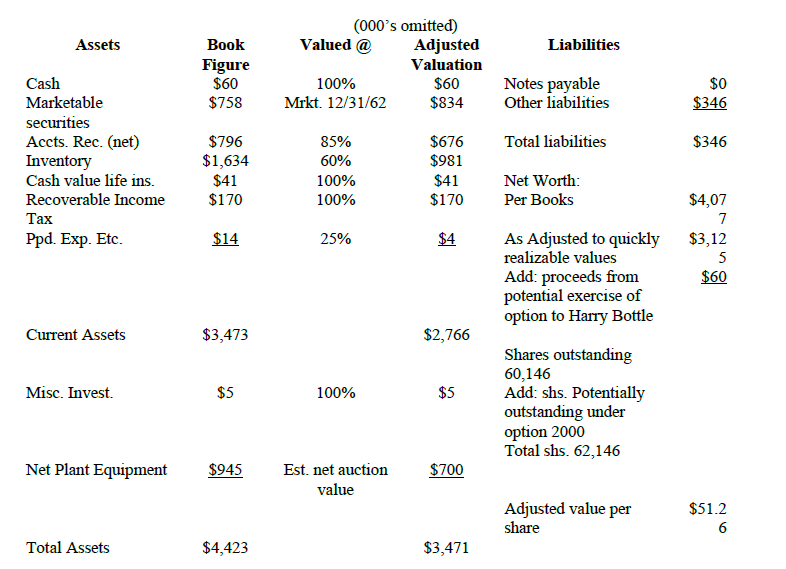 (000's omitted)
Assets Book Valued @ Adjusted Liabilities
Figure Valuation
Cash $60 100% $60 Notes payable $0
Marketable $758 Mrkt. 12/31/62 $834 Other liabilities $346
securities
Accts. Rec. (net) $796 85% $676 Total liabilities $346
Inventory $1,634 60% $981
Cash value life ins. $41 100% $41 Net Worth:
Recoverable Income $170 100% $170 Per Books $4,07
Tax 7
Ppd. Exp. Etc. $14 25% $4 As Adjusted to quickly $3,12
realizable values 5
Add: proceeds from $60
potential exercise of
option to Harry Bottle
Current Assets $3,473 $2,766
Shares outstanding
60,146
Misc. Invest. $5 100% $5 Add: shs. Potentially
outstanding under
option 2000
Total shs. 62,146
Net Plant Equipment $945 Est. net auction $700
value
Adjusted value per $51.2
share 6
Total Assets $4,423 $3,471